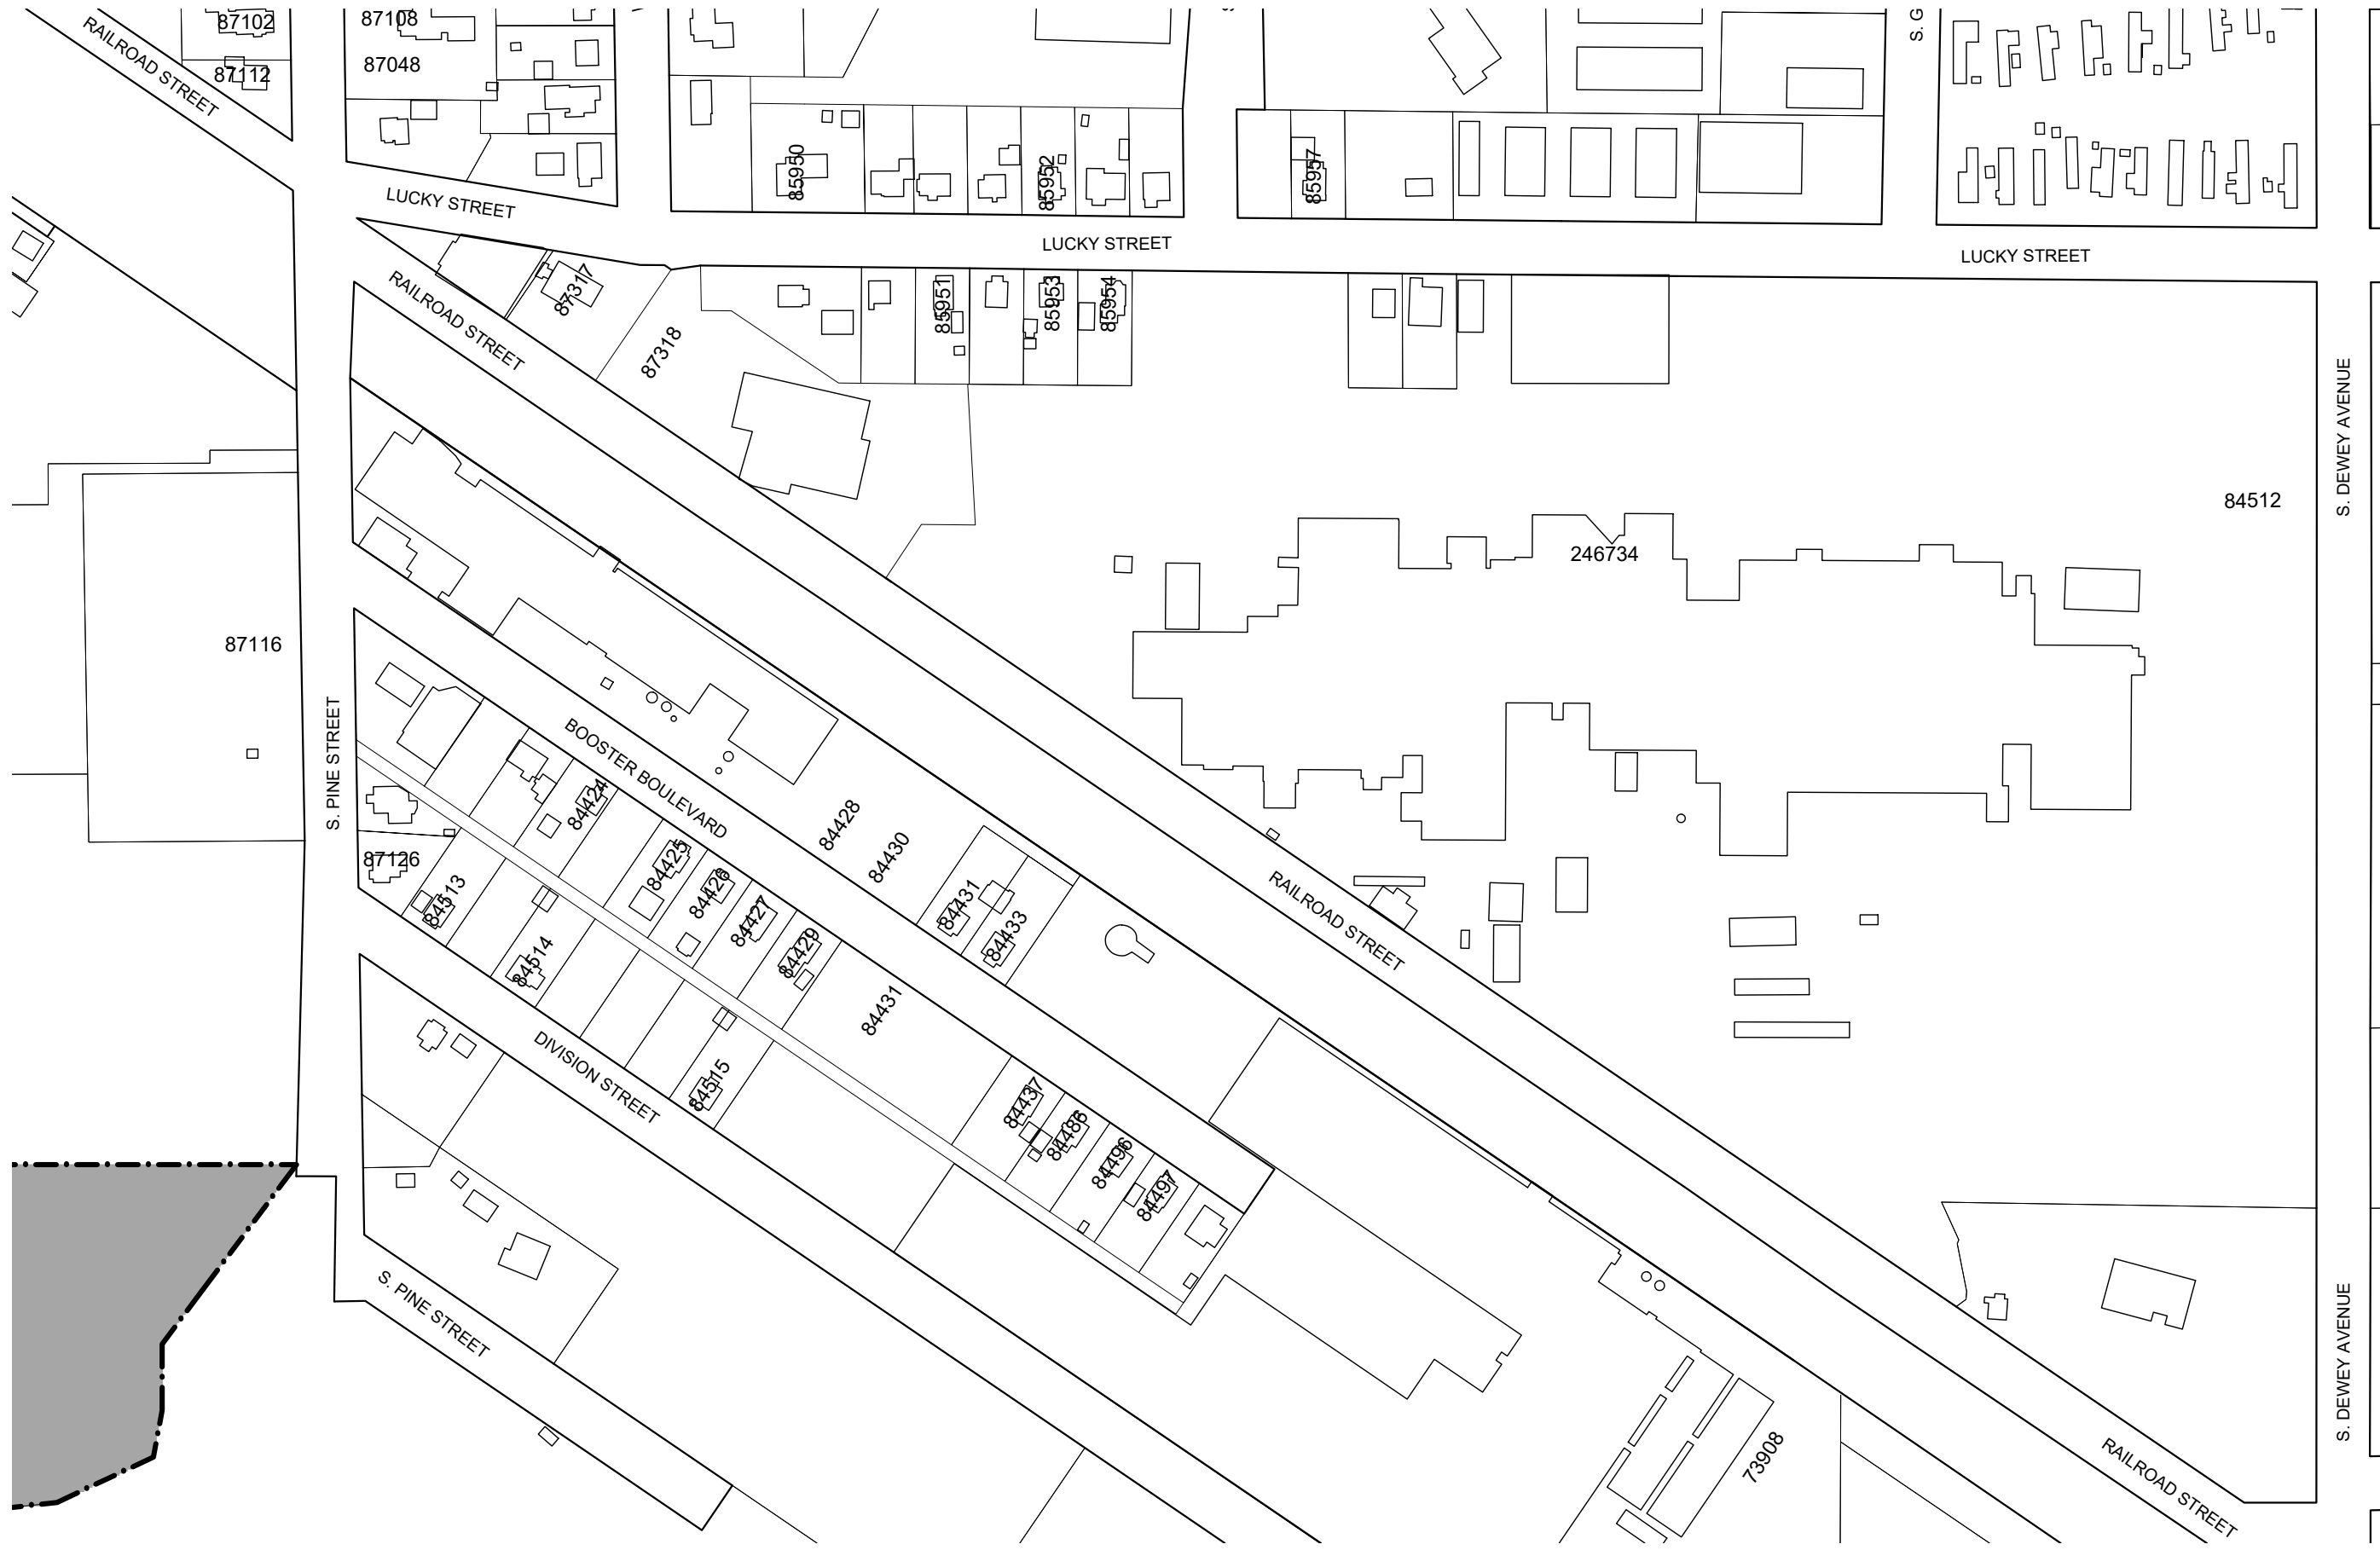 87102
87108
RAILROAD STREET
87112
87048
S. G
85950
85952
85957
LUCKY STREET
LUCKY STREET
LUCKY STREET
RAILROAD STREET
87317
87318
85951
85953
85954
S. DEWEY AVENUE
84512
246734
87116
S. PINE STREET
BOOSTER BOULEVARD
84424
84425
84426
84427
84429
84428
84430
84431
84433
87126
84513
84514
84515
84431
RAILROAD STREET
DIVISION STREET
84437
84486
84496
84497
S. PINE STREET
73908
S. DEWEY AVENUE
RAILROAD STREET